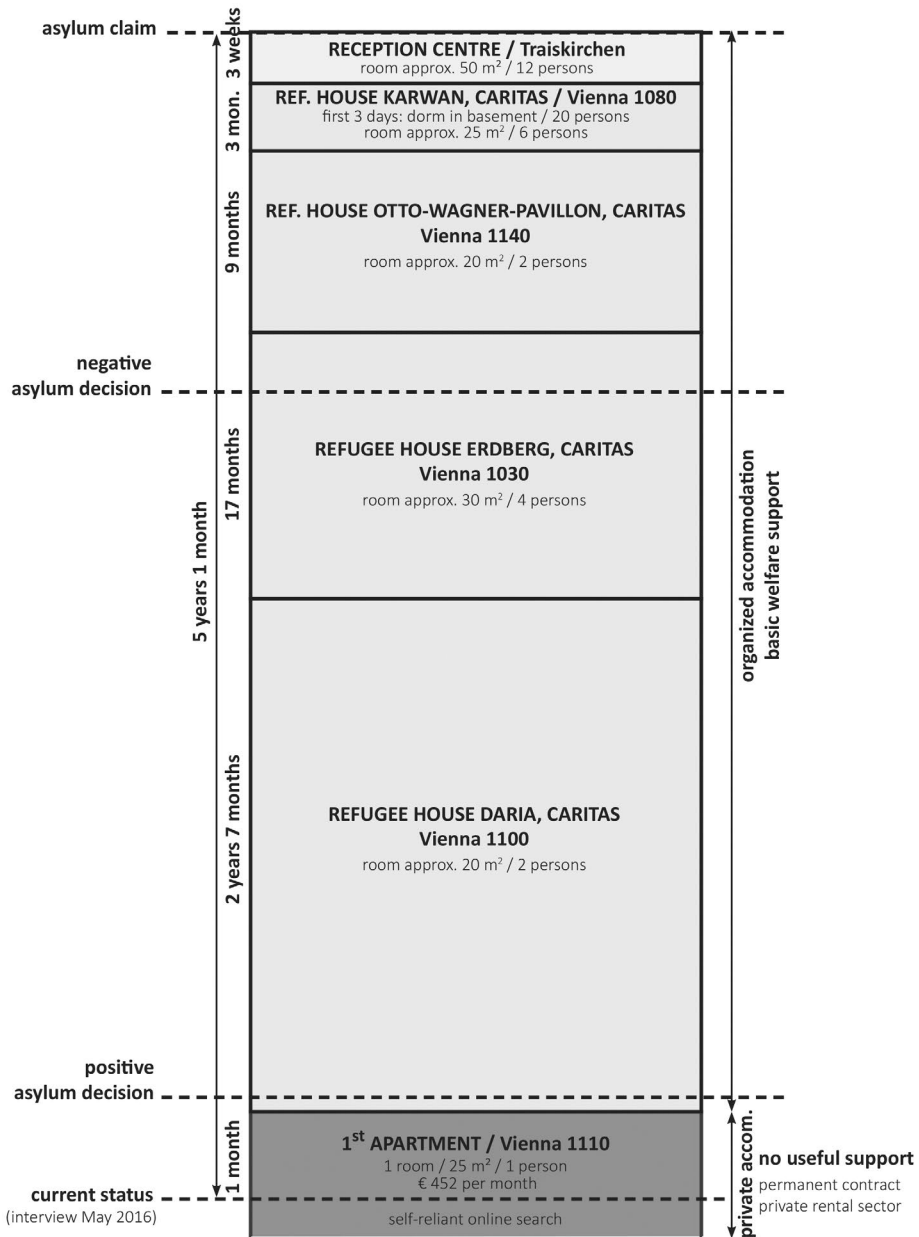 asylum claim
3 weeks
RECEPTION CENTRE / Traiskirchen
room approx. 50 m² / 12 persons
3 mon.
REF. HOUSE KARWAN, CARITAS / Vienna 1080
first 3 days: dorm in basement / 20 persons
room approx. 25 m² / 6 persons
9 months
REF. HOUSE OTTO-WAGNER-PAVILLON, CARITAS
Vienna 1140
room approx. 20 m² / 2 persons
negative
asylum decision
17 months
REFUGEE HOUSE ERDBERG, CARITAS
Vienna 1030
room approx. 30 m² / 4 persons
5 years 1 month
organized accommodation
basic welfare support
2 years 7 months
REFUGEE HOUSE DARIA, CARITAS
Vienna 1100
room approx. 20 m² / 2 persons
positive
asylum decision
1 month
1st APARTMENT / Vienna 1110
1 room / 25 m² / 1 person
€ 452 per month
private accom.
no useful support
permanent contract
private rental sector
current status
(interview May 2016)
self-reliant online search